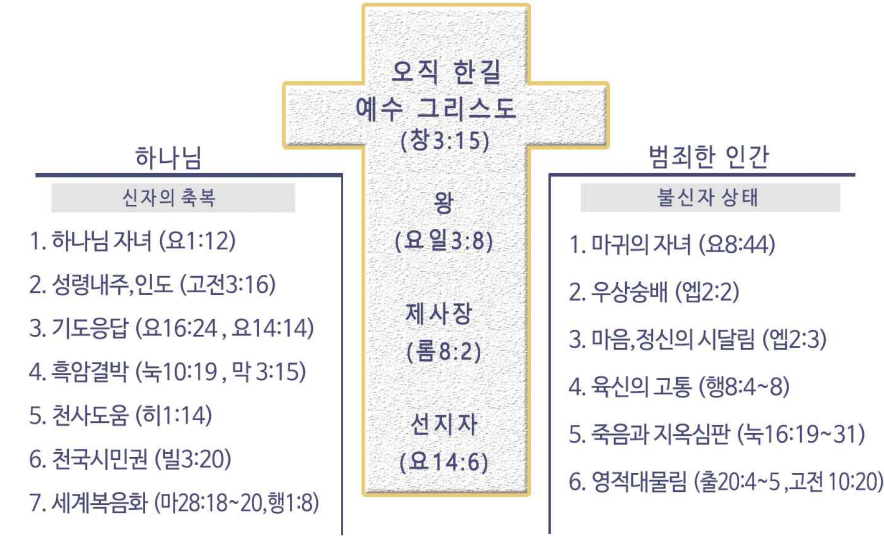 오직 한길
예수 그리스도
(창3:15)
왕
(요일3:8)
제사장
(롬8:2)
선지자
(요14:6)
하나님
신자의 축복
1. 하나님 자녀 (요1:12)
2. 성령내주,인도 (고전3:16)
3. 기도응답 (요16:24 , 요14:14)
4. 흑암결박 (눅10:19 , 막 3:15)
5. 천사도움 (히1:14)
6. 천국시민권 (빌3:20)
7. 세계복음화 (마28:18~20,행1:8)
범죄한 인간
불신자 상태
1. 마귀의 자녀 (요8:44)
2. 우상숭배 (엡2:2)
3. 마음,정신의 시달림 (엡2:3)
4. 육신의 고통 (행8:4~8)
5. 죽음과 지옥심판 (눅16:19~31)
6. 영적대물림 (출20:4~5 ,고전 10:20)